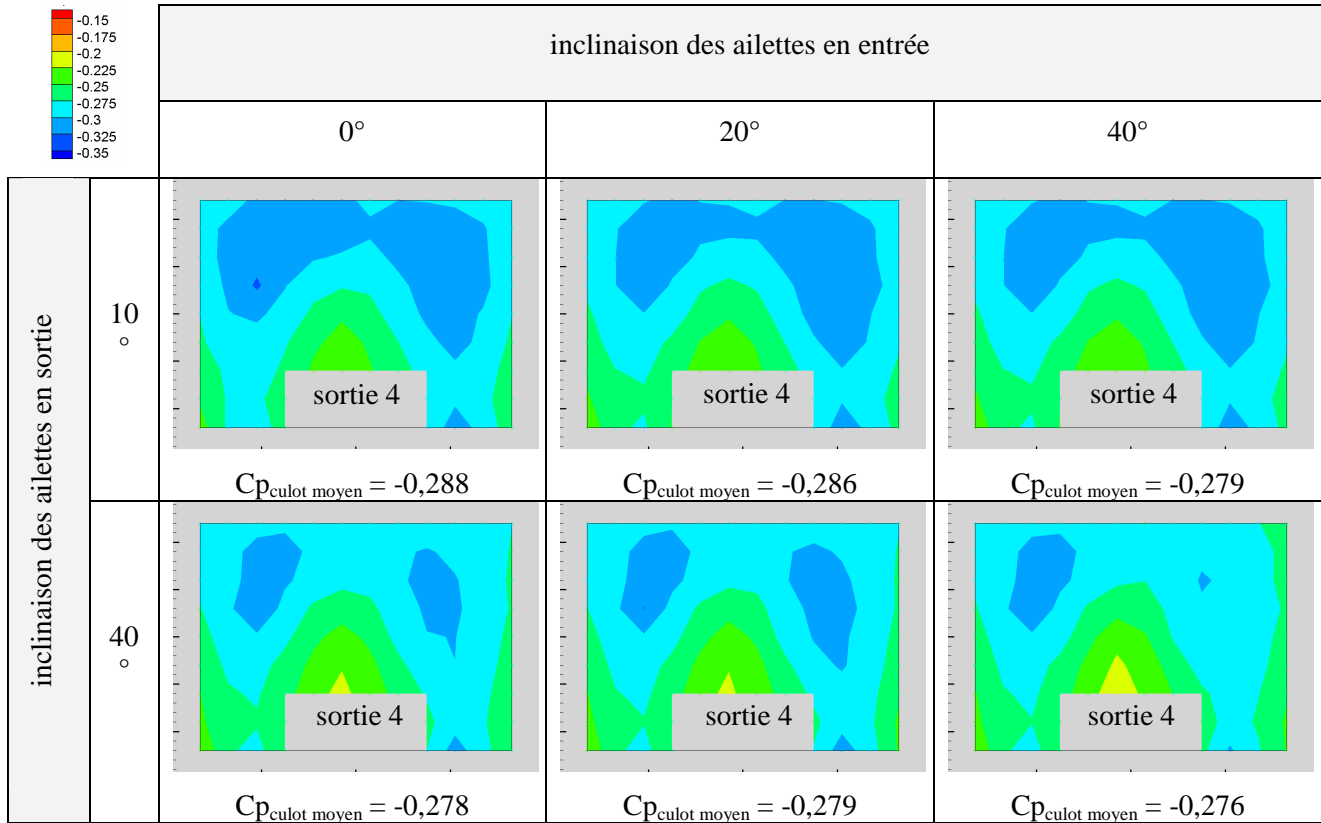 -0.15
-0.175
-0.2
-0.225
-0.25
-0.275
-0.3
-0.325
-0.35
inclinaison des ailettes en entrée
0°
20°
40°
inclinaison des ailettes en sortie
10
°
sortie 4
sortie 4
sortie 4
Cpculot moyen = -0,288
Cpculot moyen = -0,286
Cpculot moyen = -0,279
40
°
sortie 4
sortie 4
sortie 4
Cpculot moyen = -0,278
Cpculot moyen = -0,279
Cpculot moyen = -0,276